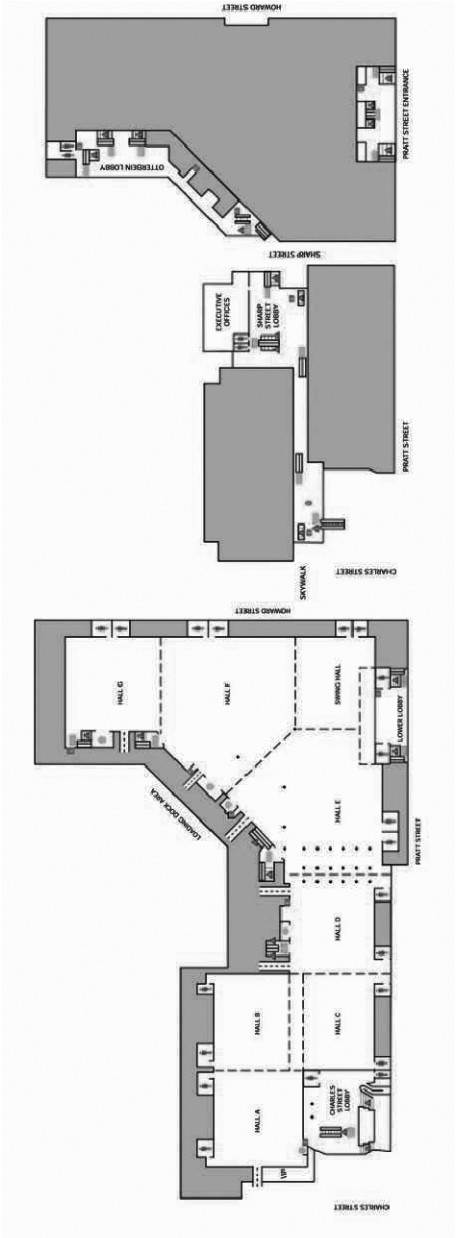 HOWARD STREET
PRATT STREET ENTRANCE
OTTERBEIN LOBBY
SHARP STREET
EXECUTIVE
OFFICES
SHARP
STREET
LOBBY
PRATT STREET
CHARLES STREET
SKYWALK
HOWARD STREET
HALL G
HALL F
SWING HALL
LOWER LOBBY
LOADING DOCK AREA
HALL E
PRATT STREET
HALL D
HALL B
HALL C
CHARLES
STREET
LOBBY
HALL A
VIP
CHARLES STREET